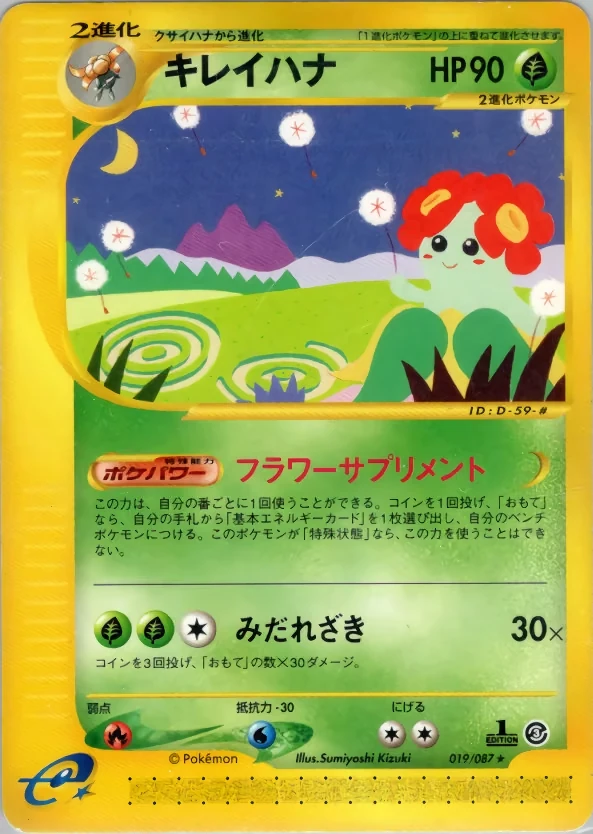 2進化
クサイハナから進化
「1進化ポケモン」の上に重ねて進化させます
キレイハナ
HP90
2進化ポケモン
ID:D-59-#
特殊能力
ポケパワー
フラワーサプリメント
この力は、自分の番ごとに1回使うことができる。コインを1回投げ、「おもて」
なら、自分の手札から「基本エネルギーカード」を1枚選び出し、自分のベンチ
ポケモンにつける。このポケモンが「特殊状態」なら、この力を使うことはでき
ない。
みだれざき
30×
コインを3回投げ、「おもて」の数×30ダメージ。
弱点
抵抗力-30
にげる
1
EDITION
3
© Pokémon
Illus.Sumiyoshi Kizuki
019/087★
e